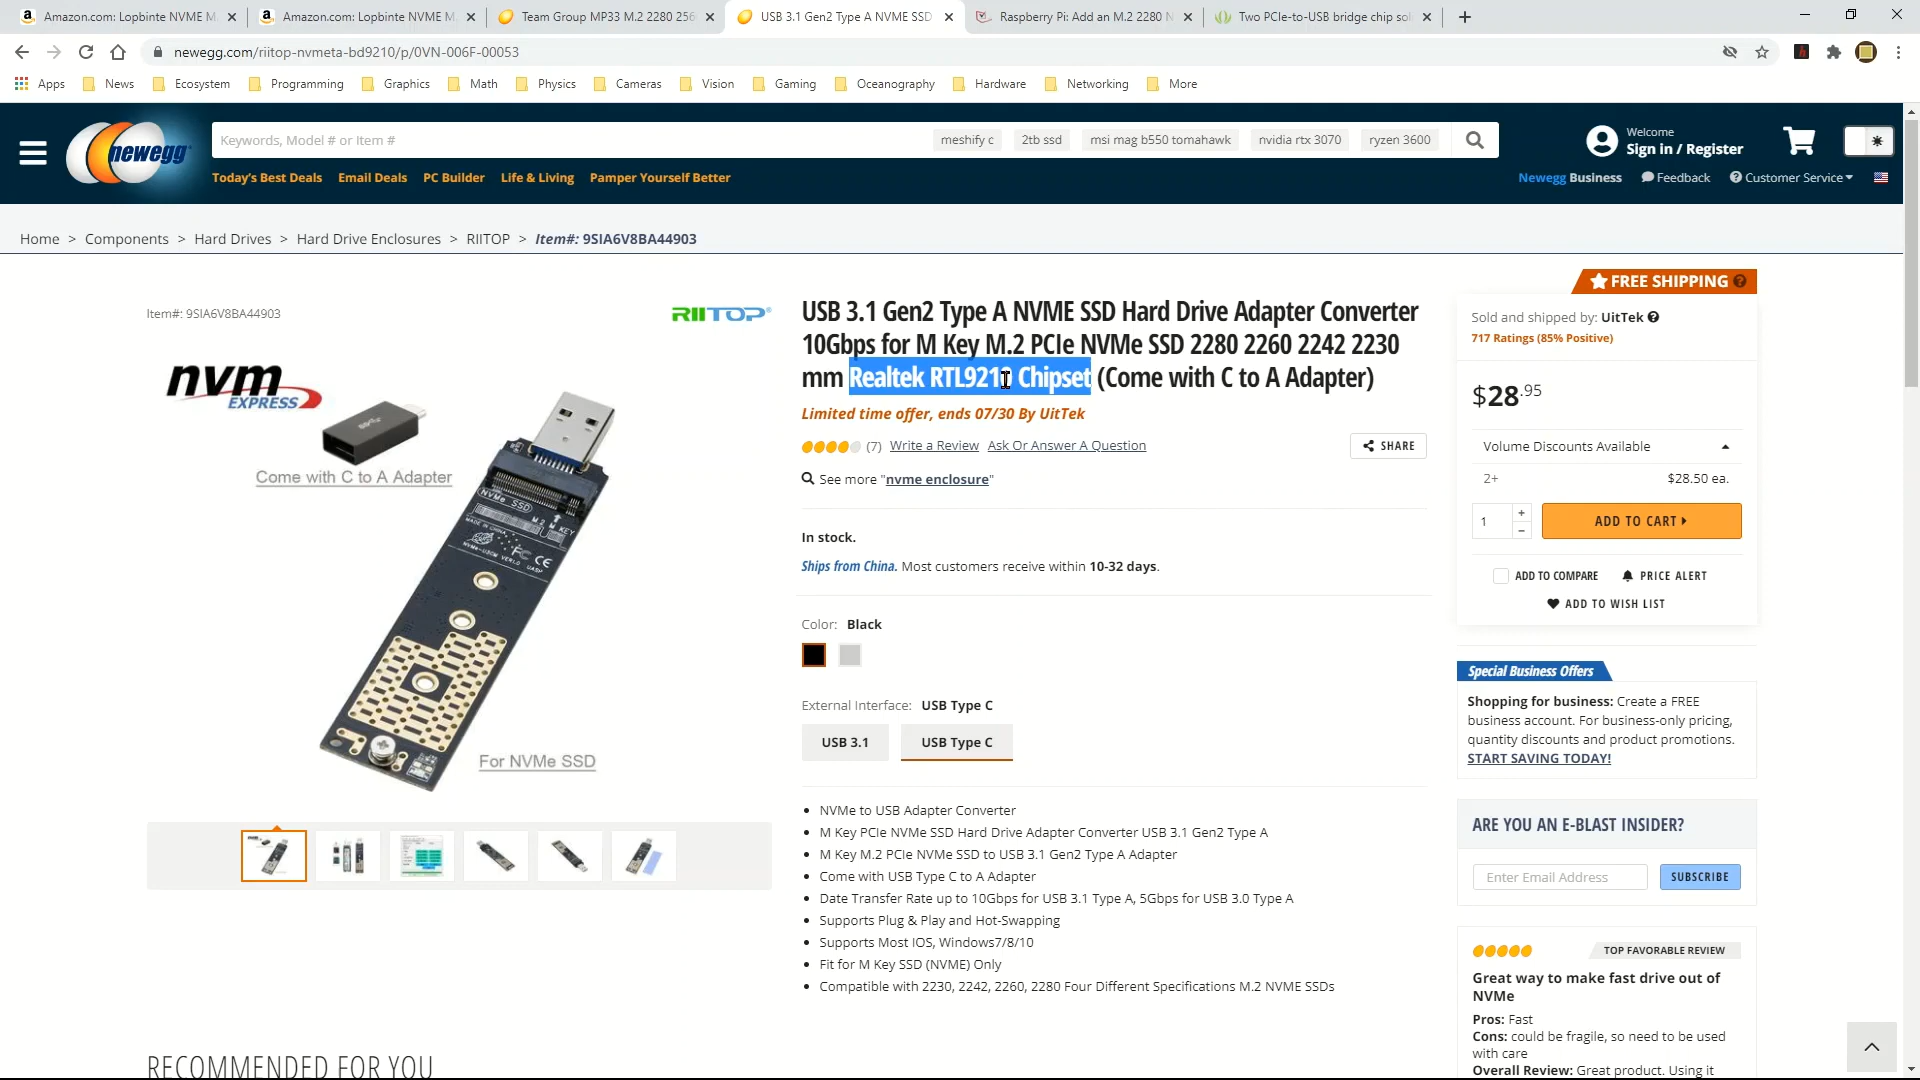 Amazon.com: Lopbinte NVME M.
Amazon.com: Lopbinte NVME M.
Team Group MP33 M.2 2280 256
USB 3.1 Gen2 Type A NVME SSD
Raspberry Pi: Add an M.2 2280 N
Two PCIe-to-USB bridge chip sol
newegg.com/riitop-nvmeta-bd9210/p/0VN-006F-00053
Apps News Ecosystem Programming Graphics Math Physics Cameras Vision Gaming Oceanography Hardware Networking More
newegg
Keywords, Model # or Item #
meshify c 2tb ssd msi mag b550 tomahawk nvidia rtx 3070 ryzen 3600
Welcome
Sign in / Register
Today's Best Deals Email Deals PC Builder Life & Living Pamper Yourself Better
Newegg Business Feedback Customer Service
Home > Components > Hard Drives > Hard Drive Enclosures > RIITOP > Item#: 9SIA6V8BA44903
Item#: 9SIA6V8BA44903
RIITOP
nvm
EXPRESS
Come with C to A Adapter
NVMe SSD
M.2 M KEY
MADE IN CHINA
FC CE
For NVMe SSD
USB 3.1 Gen2 Type A NVME SSD Hard Drive Adapter Converter
10Gbps for M Key M.2 PCIe NVMe SSD 2280 2260 2242 2230
mm Realtek RTL9210 Chipset (Come with C to A Adapter)
Limited time offer, ends 07/30 By UitTek
(7) Write a Review Ask Or Answer A Question
SHARE
See more "nvme enclosure"
In stock.
Ships from China. Most customers receive within 10-32 days.
Color: Black
External Interface: USB Type C
USB 3.1 USB Type C
• NVMe to USB Adapter Converter
• M Key PCIe NVMe SSD Hard Drive Adapter Converter USB 3.1 Gen2 Type A
• M Key M.2 PCIe NVMe SSD to USB 3.1 Gen2 Type A Adapter
• Come with USB Type C to A Adapter
• Date Transfer Rate up to 10Gbps for USB 3.1 Type A, 5Gbps for USB 3.0 Type A
• Supports Plug & Play and Hot-Swapping
• Supports Most IOS, Windows7/8/10
• Fit for M Key SSD (NVME) Only
• Compatible with 2230, 2242, 2260, 2280 Four Different Specifications M.2 NVME SSDs
RECOMMENDED FOR YOU
FREE SHIPPING
Sold and shipped by: UitTek
717 Ratings (85% Positive)
$28.95
Volume Discounts Available
2+ $28.50 ea.
1 + − ADD TO CART
ADD TO COMPARE PRICE ALERT
ADD TO WISH LIST
Special Business Offers
Shopping for business: Create a FREE
business account. For business-only pricing,
quantity discounts and product promotions.
START SAVING TODAY!
ARE YOU AN E-BLAST INSIDER?
Enter Email Address SUBSCRIBE
TOP FAVORABLE REVIEW
Great way to make fast drive out of
NVMe
Pros: Fast
Cons: could be fragile, so need to be used
with care
Overall Review: Great product. Using it